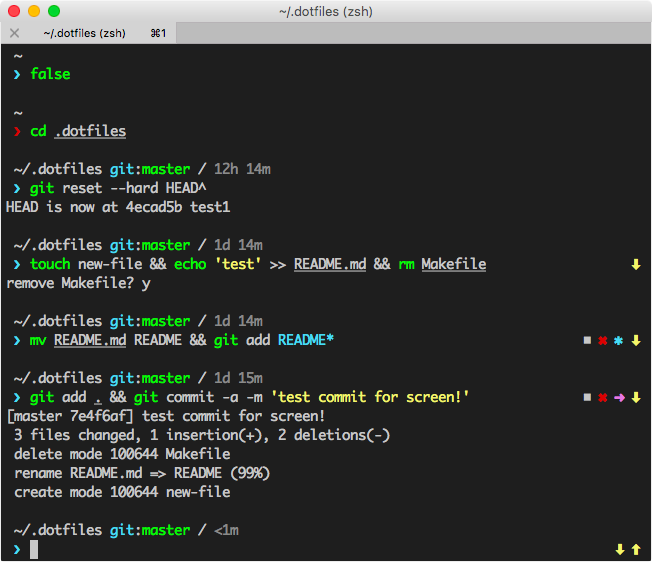 ~/.dotfiles (zsh)
~/.dotfiles (zsh) ⌘1
~
❯ false
~
❯ cd .dotfiles
~/.dotfiles git:master / 12h 14m
❯ git reset --hard HEAD^
HEAD is now at 4ecad5b test1
~/.dotfiles git:master / 1d 14m
❯ touch new-file && echo 'test' >> README.md && rm Makefile ⬇
remove Makefile? y
~/.dotfiles git:master / 1d 14m
❯ mv README.md README && git add README* ◼ ✖ ✱ ⬇
~/.dotfiles git:master / 1d 15m
❯ git add . && git commit -a -m 'test commit for screen!' ◼ ✖ ➜ ⬇
[master 7e4f6af] test commit for screen!
3 files changed, 1 insertion(+), 2 deletions(-)
delete mode 100644 Makefile
rename README.md => README (99%)
create mode 100644 new-file
~/.dotfiles git:master / <1m
❯ ⬇ ⬆